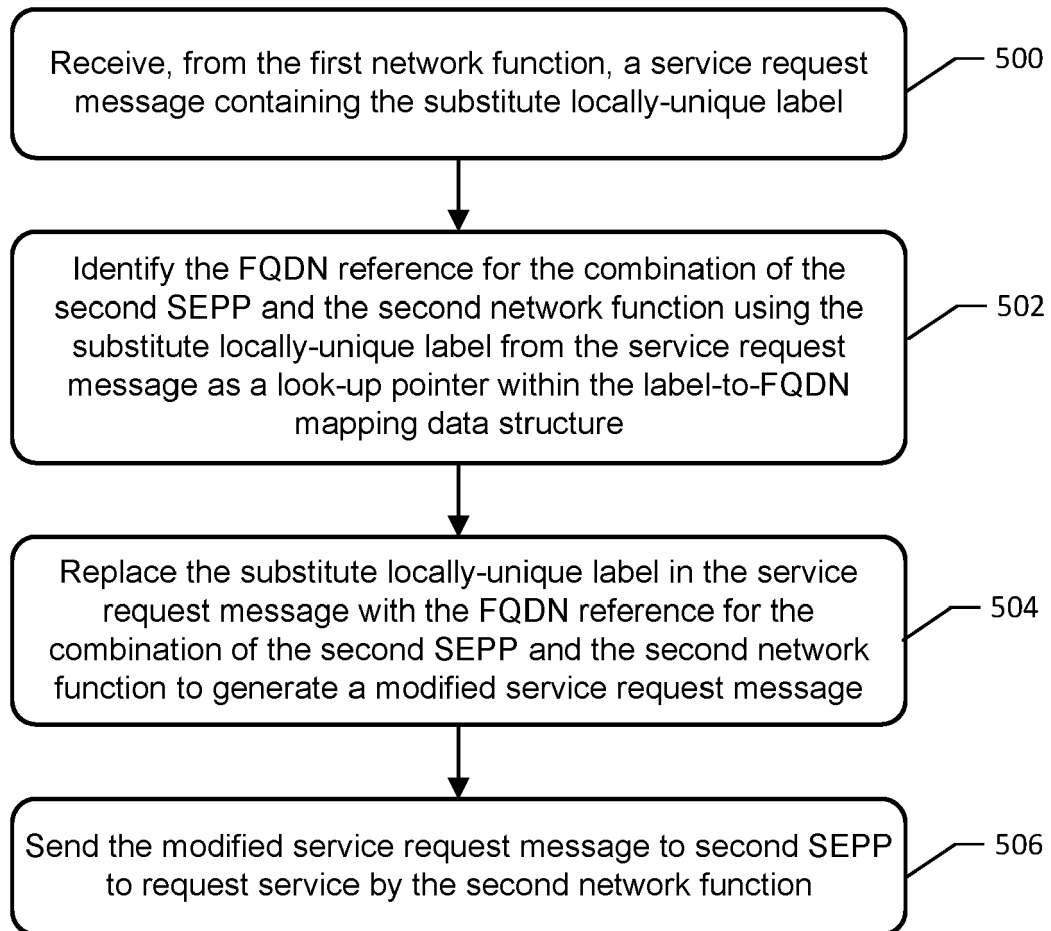 Receive, from the first network function, a service request
message containing the substitute locally-unique label
500
Identify the FQDN reference for the combination of the
second SEPP and the second network function using the
substitute locally-unique label from the service request
message as a look-up pointer within the label-to-FQDN
mapping data structure
502
Replace the substitute locally-unique label in the service
request message with the FQDN reference for the
combination of the second SEPP and the second network
function to generate a modified service request message
504
Send the modified service request message to second SEPP
to request service by the second network function
506